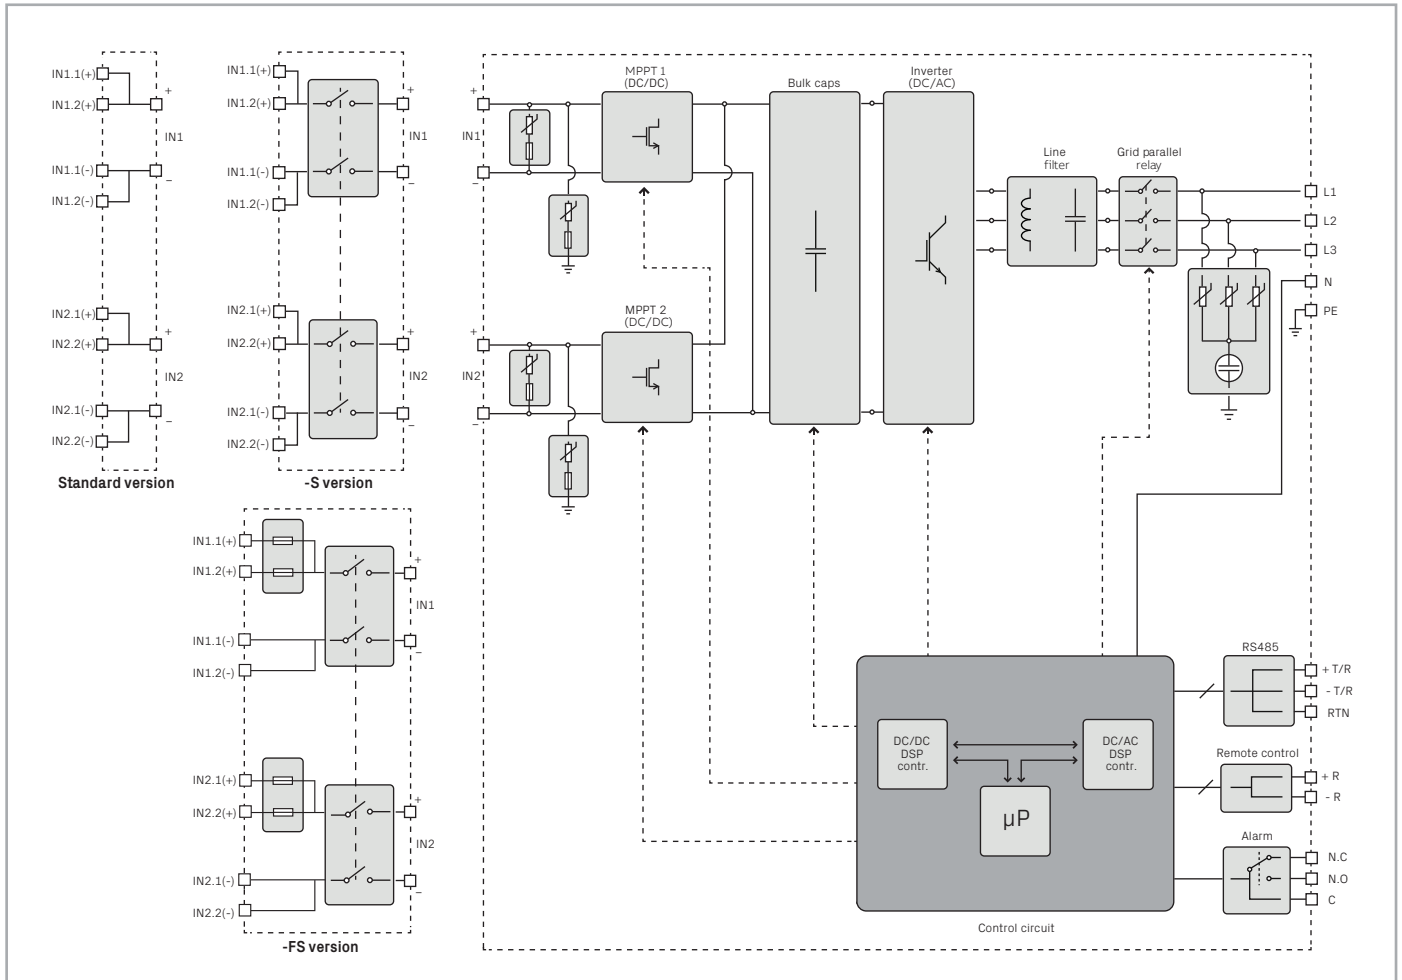 IN1.1(+)
IN1.2(+)
+
IN1
IN1.1(-)
−
IN1.2(-)
IN2.1(+)
+
IN2.2(+)
IN2
IN2.1(-)
−
IN2.2(-)
Standard version
IN1.1(+)
IN1.2(+)
+
IN1
IN1.1(-)
−
IN1.2(-)
IN2.1(+)
+
IN2.2(+)
IN2
IN2.1(-)
−
IN2.2(-)
-S version
IN1.1(+)
+
IN1.2(+)
IN1
IN1.1(-)
−
IN1.2(-)
IN2.1(+)
+
IN2.2(+)
IN2
IN2.1(-)
−
IN2.2(-)
-FS version
+
IN1
−
+
IN2
−
MPPT 1
(DC/DC)
MPPT 2
(DC/DC)
Bulk caps
Inverter
(DC/AC)
Line
filter
Grid parallel
relay
L1
L2
L3
N
PE
DC/DC
DSP
contr.
DC/AC
DSP
contr.
µP
Control circuit
RS485
+ T/R
- T/R
RTN
Remote control
+ R
- R
Alarm
N.C
N.O
C